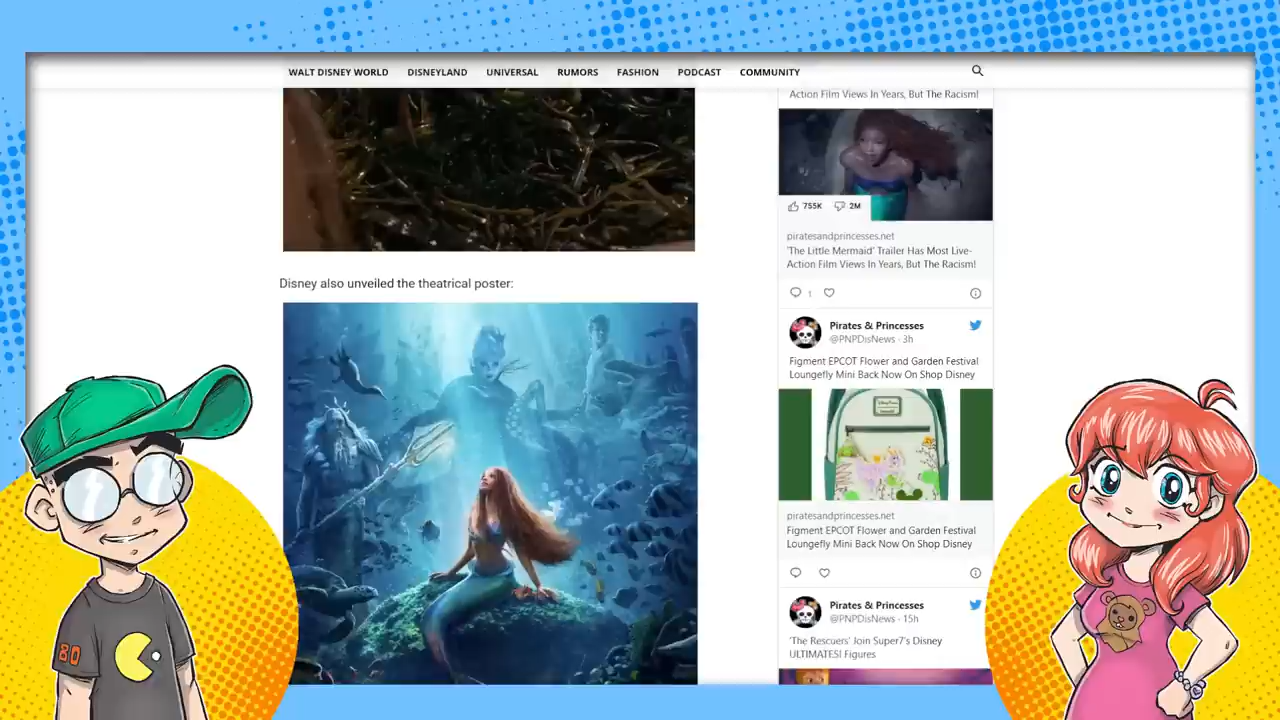 WALT DISNEY WORLD DISNEYLAND UNIVERSAL RUMORS FASHION PODCAST COMMUNITY
Disney also unveiled the theatrical poster:
Action Film Views In Years, But The Racism!
755K 2M
piratesandprincesses.net
'The Little Mermaid' Trailer Has Most Live-
Action Film Views In Years, But The Racism!
1
Pirates & Princesses
@PNPDisNews · 3h
Figment EPCOT Flower and Garden Festival
Loungefly Mini Back Now On Shop Disney
piratesandprincesses.net
Figment EPCOT Flower and Garden Festival
Loungefly Mini Back Now On Shop Disney
Pirates & Princesses
@PNPDisNews · 15h
'The Rescuers' Join Super7's Disney
ULTIMATES! Figures
80